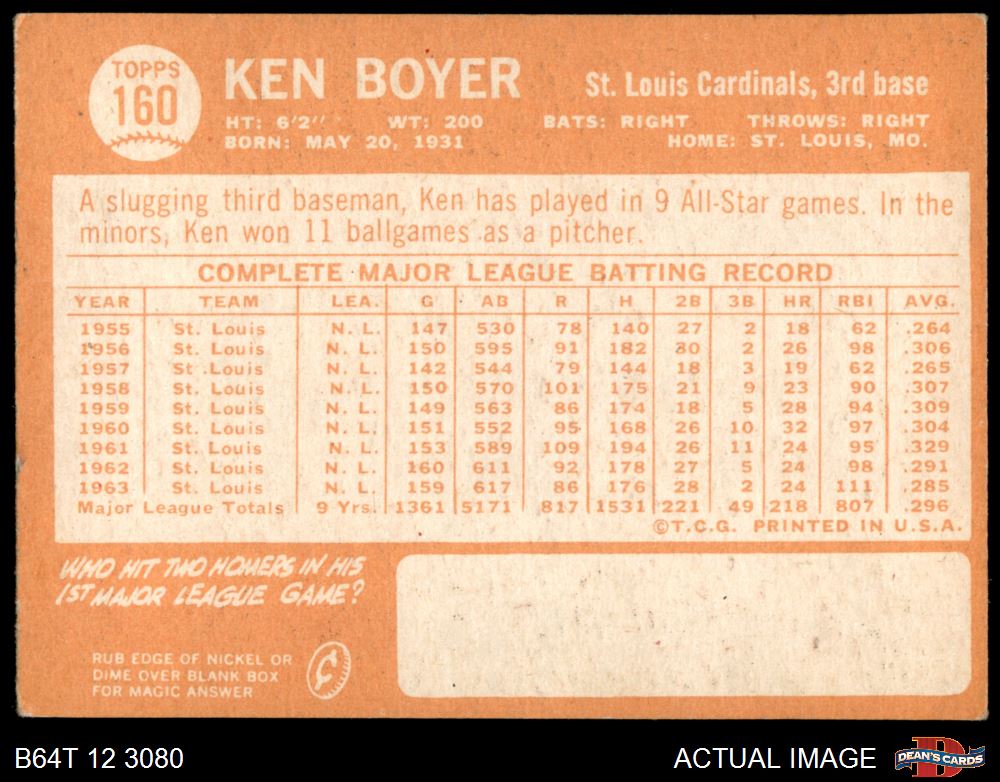 TOPPS
160
KEN BOYER
St. Louis Cardinals, 3rd base
HT: 6'2" WT: 200 BATS: RIGHT THROWS: RIGHT
BORN: MAY 20, 1931 HOME: ST. LOUIS, MO.
A slugging third baseman, Ken has played in 9 All-Star games. In the
minors, Ken won 11 ballgames as a pitcher.
COMPLETE MAJOR LEAGUE BATTING RECORD
YEAR TEAM LEA. G AB R H 2B 3B HR RBI AVG.
1955 St. Louis N. L. 147 530 78 140 27 2 18 62 .264
1956 St. Louis N. L. 150 595 91 182 30 2 26 98 .306
1957 St. Louis N. L. 142 544 79 144 18 3 19 62 .265
1958 St. Louis N. L. 150 570 101 175 21 9 23 90 .307
1959 St. Louis N. L. 149 563 86 174 18 5 28 94 .309
1960 St. Louis N. L. 151 552 95 168 26 10 32 97 .304
1961 St. Louis N. L. 153 589 109 194 26 11 24 95 .329
1962 St. Louis N. L. 160 611 92 178 27 5 24 98 .291
1963 St. Louis N. L. 159 617 86 176 28 2 24 111 .285
Major League Totals 9 Yrs. 1361 5171 817 1531 221 49 218 807 .296
©T.C.G. PRINTED IN U.S.A.
WHO HIT TWO HOMERS IN HIS
1ST MAJOR LEAGUE GAME?
RUB EDGE OF NICKEL OR
DIME OVER BLANK BOX
FOR MAGIC ANSWER
B64T 12 3080 ACTUAL IMAGE
D
DEAN'S CARDS